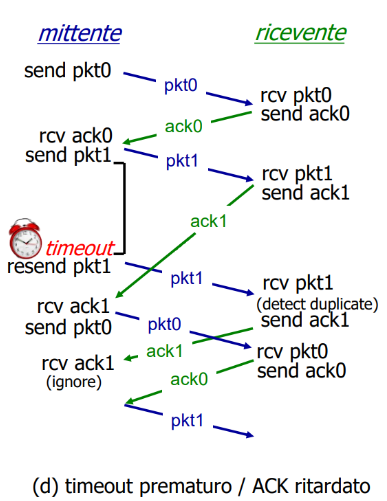 mittente ricevente
send pkt0
pkt0
rcv pkt0
send ack0
ack0
rcv ack0
send pkt1
pkt1
rcv pkt1
send ack1
ack1
timeout
resend pkt1
pkt1
rcv pkt1
(detect duplicate)
send ack1
rcv ack1
send pkt0
pkt0
ack1
rcv ack1
(ignore)
rcv pkt0
send ack0
ack0
pkt1
(d) timeout prematuro / ACK ritardato